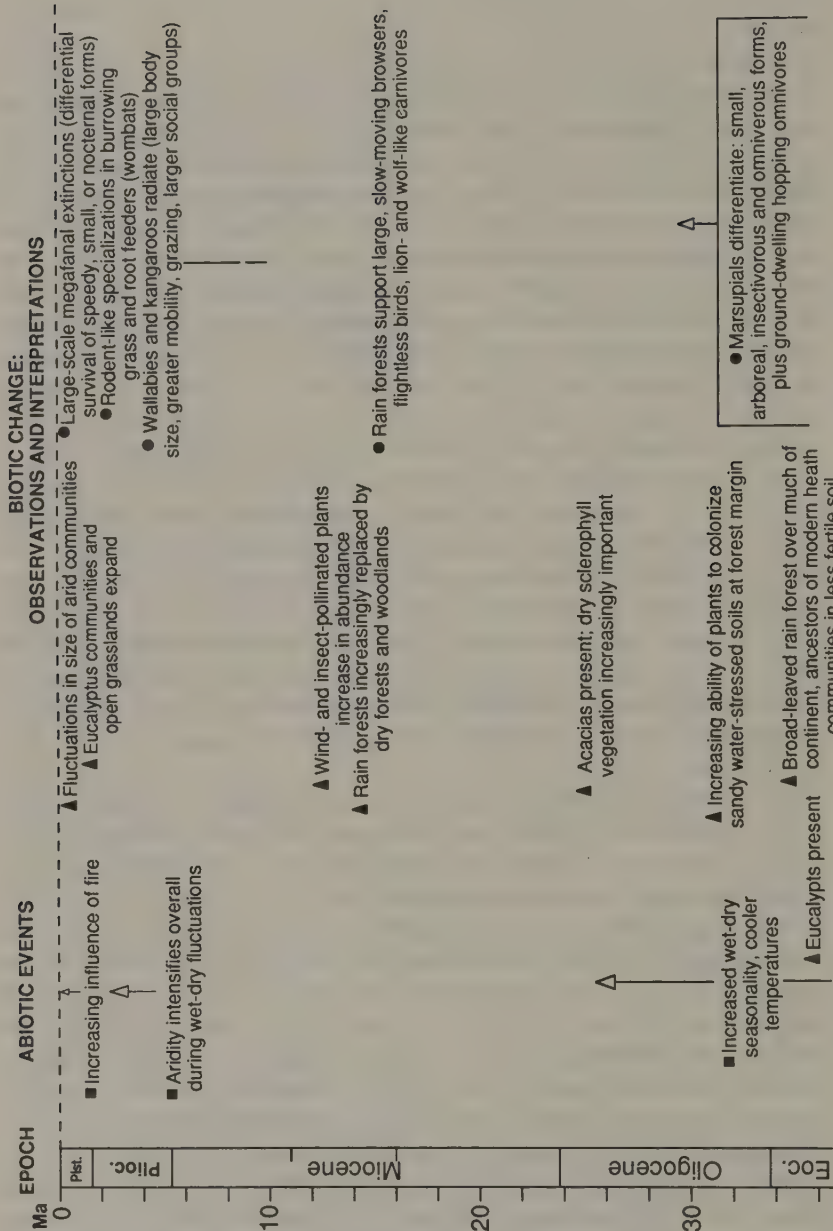 BIOTIC CHANGE:
OBSERVATIONS AND INTERPRETATIONS
Ma
EPOCH
ABIOTIC EVENTS
0
10
20
30
Plst.
Plioc.
Miocene
Oligocene
Eoc.
■ Increasing influence of fire
■ Aridity intensifies overall
during wet-dry fluctuations
■ Increased wet-dry
seasonality, cooler
temperatures
▲ Fluctuations in size of arid communities
▲ Eucalyptus communities and
open grasslands expand
▲ Wind- and insect-pollinated plants
increase in abundance
▲ Rain forests increasingly replaced by
dry forests and woodlands
▲ Acacias present; dry sclerophyll
vegetation increasingly important
▲ Increasing ability of plants to colonize
sandy water-stressed soils at forest margin
▲ Broad-leaved rain forest over much of
continent, ancestors of modern heath
communities in less fertile soil
▲ Eucalypts present
● Large-scale megafanal extinctions (differential
survival of speedy, small, or nocternal forms)
● Rodent-like specializations in burrowing
grass and root feeders (wombats)
● Wallabies and kangaroos radiate (large body
size, greater mobility, grazing, larger social groups)
● Rain forests support large, slow-moving browsers,
flightless birds, lion- and wolf-like carnivores
● Marsupials differentiate: small,
arboreal, insectivorous and omniverous forms,
plus ground-dwelling hopping omnivores